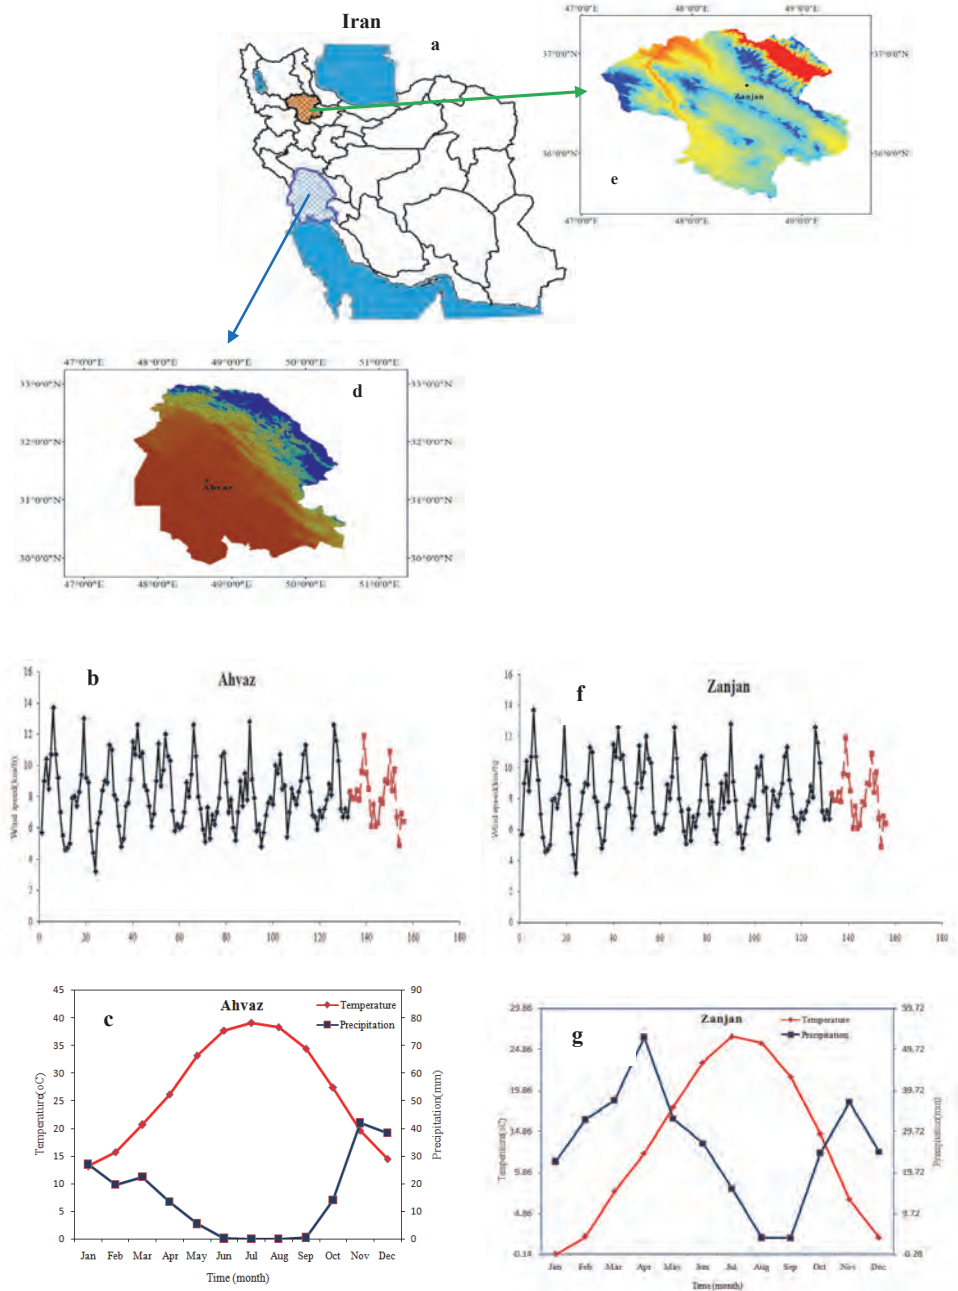 Iran
a
47°0'0"E 48°0'0"E 49°0'0"E
37°0'0"N 37°0'0"N
Zanjan
36°0'0"N 36°0'0"N
e
47°0'0"E 48°0'0"E 49°0'0"E
47°0'0"E 48°0'0"E 49°0'0"E 50°0'0"E 51°0'0"E
33°0'0"N 33°0'0"N
d
32°0'0"N 32°0'0"N
Ahvaz
31°0'0"N 31°0'0"N
30°0'0"N 30°0'0"N
47°0'0"E 48°0'0"E 49°0'0"E 50°0'0"E 51°0'0"E
b
Ahvaz
Wind speed(km/h)
16
14
12
10
8
6
4
2
0
0 20 40 60 80 100 120 140 160 180
f
Zanjan
16
14
12
10
8
6
4
2
0
0 20 40 60 80 100 120 140 160 180
c
Ahvaz
Temperature
Precipitation
Temperature(oC)
45
40
35
30
25
20
15
10
5
0
Precipitation(mm)
90
80
70
60
50
40
30
20
10
0
Jan Feb Mar Apr May Jun Jul Aug Sep Oct Nov Dec
Time (month)
g
Zanjan
Temperature
Precipitation
Temperature(oC)
29.86
24.86
19.86
14.86
9.86
4.86
-0.14
Precipitation(mm)
59.72
49.72
39.72
29.72
19.72
9.72
-0.28
Jan Feb Mar Apr May Jun Jul Aug Sep Oct Nov Dec
Time (month)